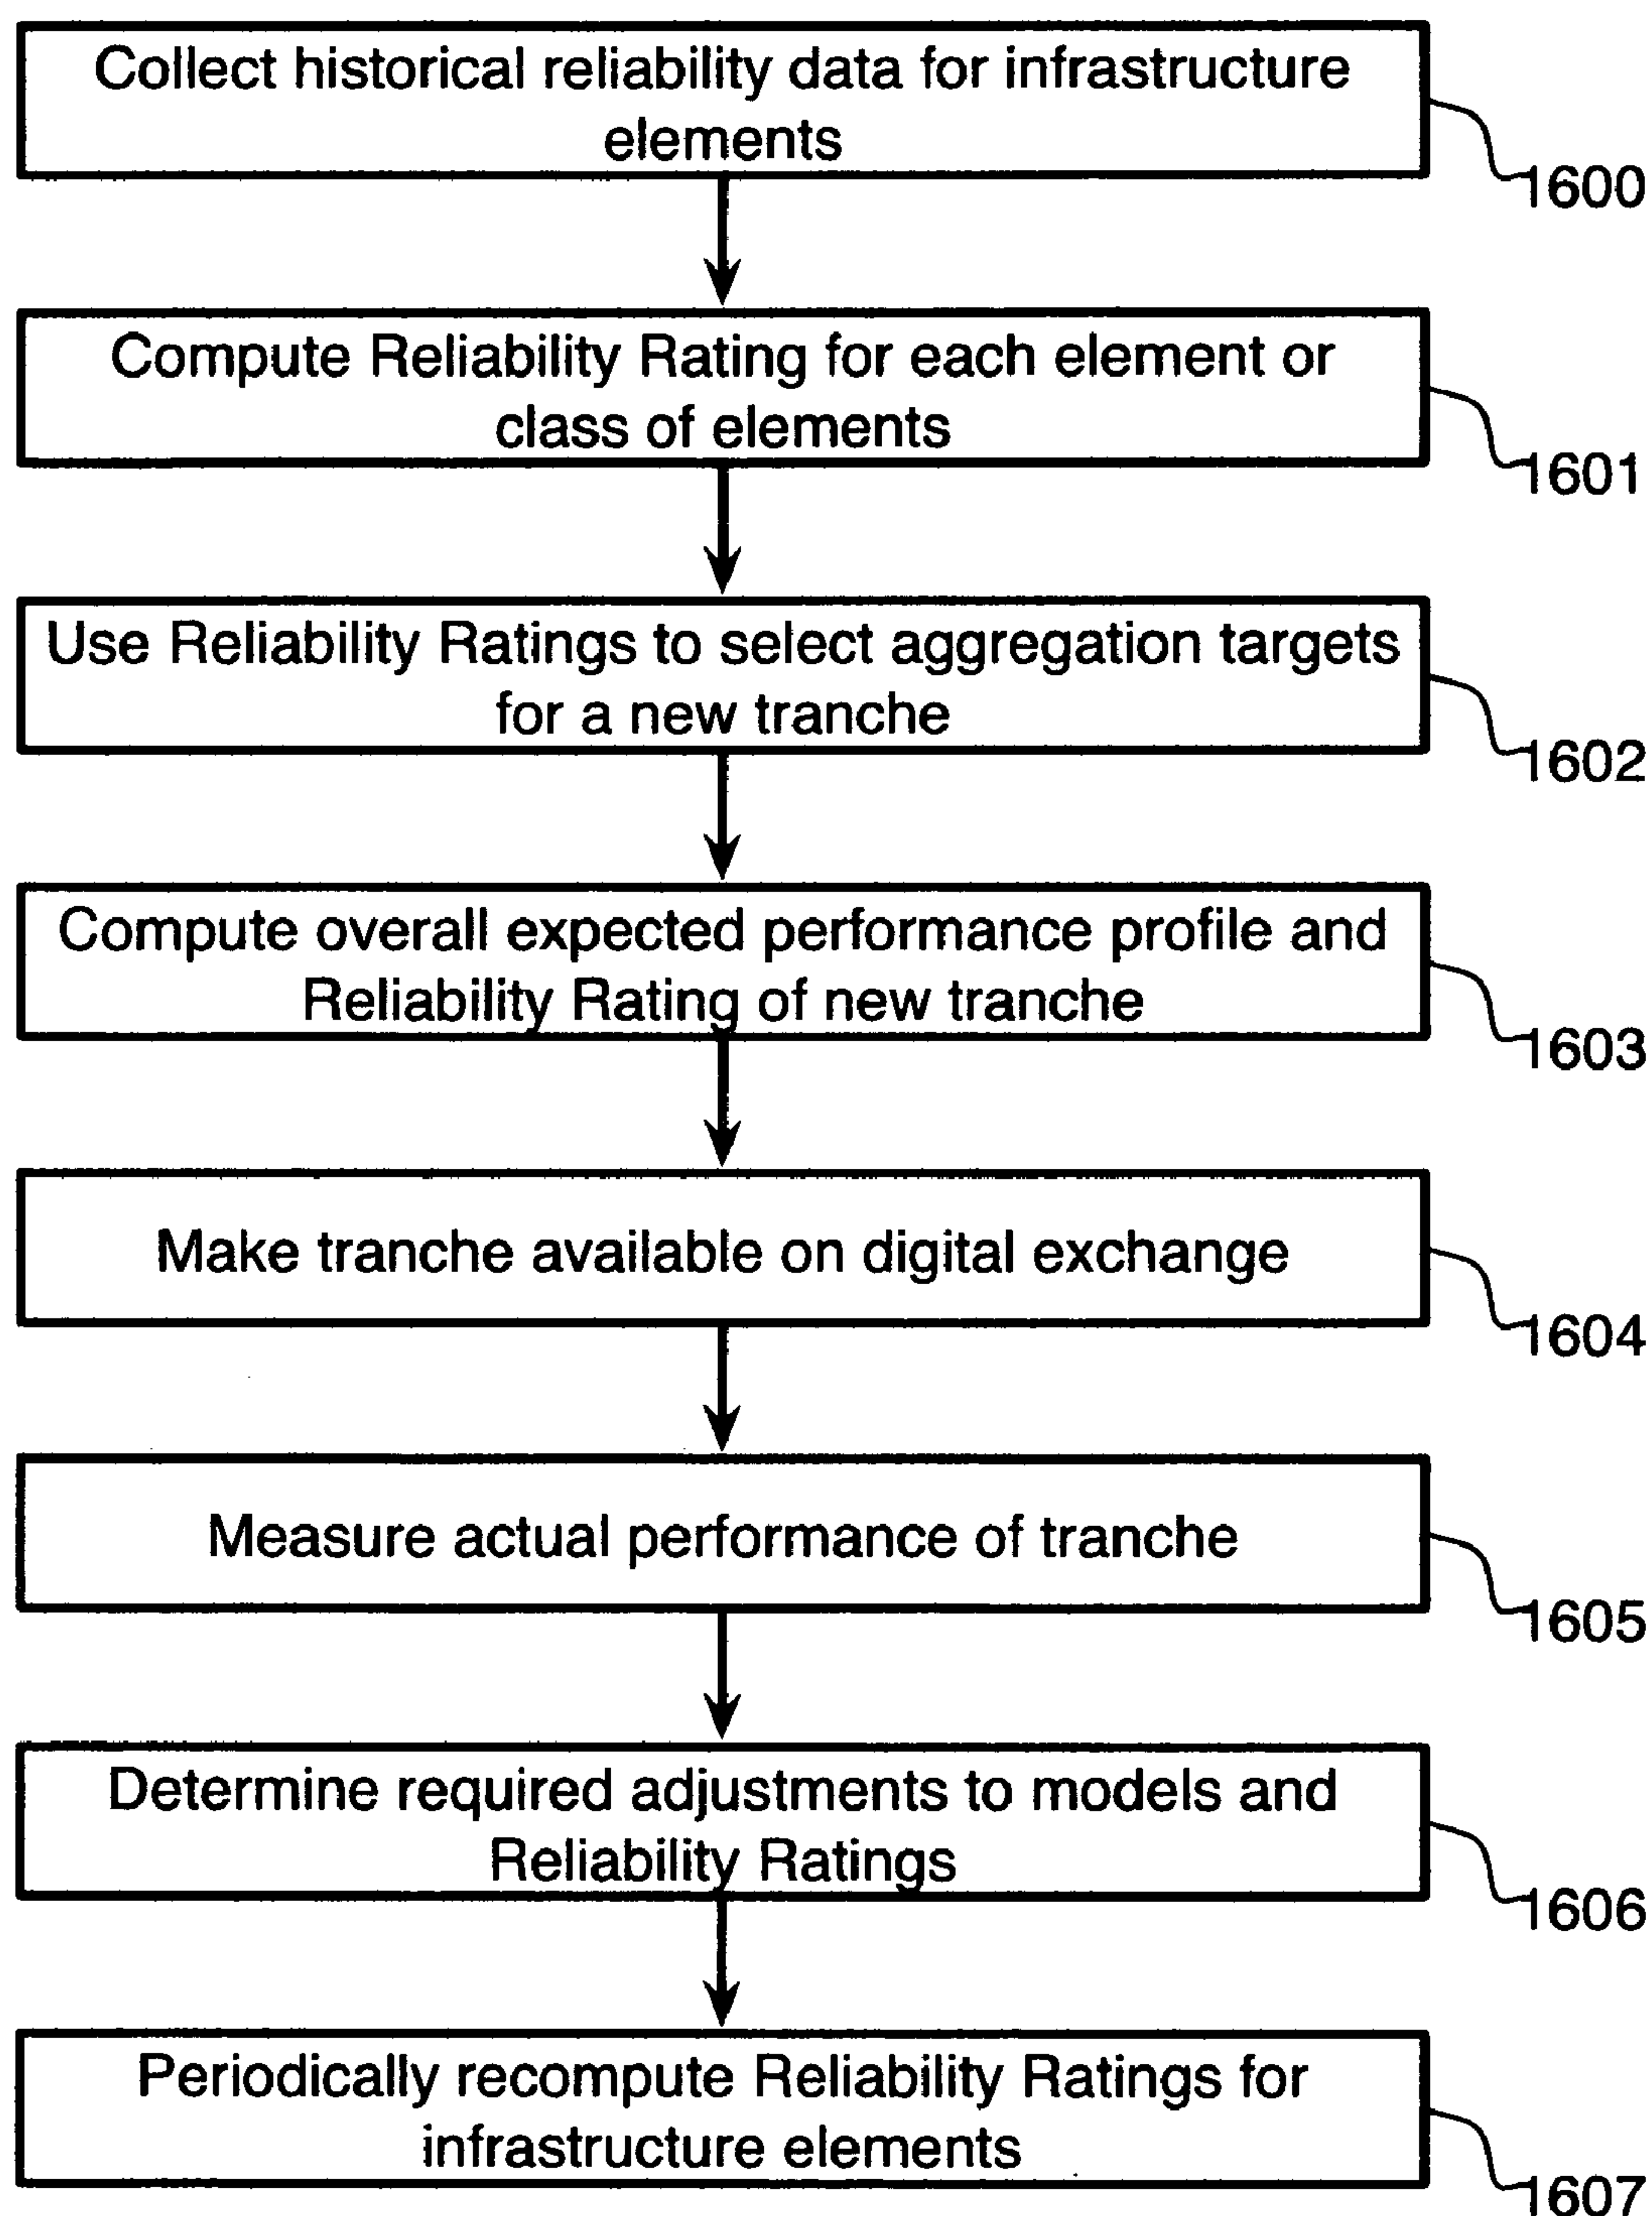 Collect historical reliability data for infrastructure
elements
1600
Compute Reliability Rating for each element or
class of elements
1601
Use Reliability Ratings to select aggregation targets
for a new tranche
1602
Compute overall expected performance profile and
Reliability Rating of new tranche
1603
Make tranche available on digital exchange
1604
Measure actual performance of tranche
1605
Determine required adjustments to models and
Reliability Ratings
1606
Periodically recompute Reliability Ratings for
infrastructure elements
1607